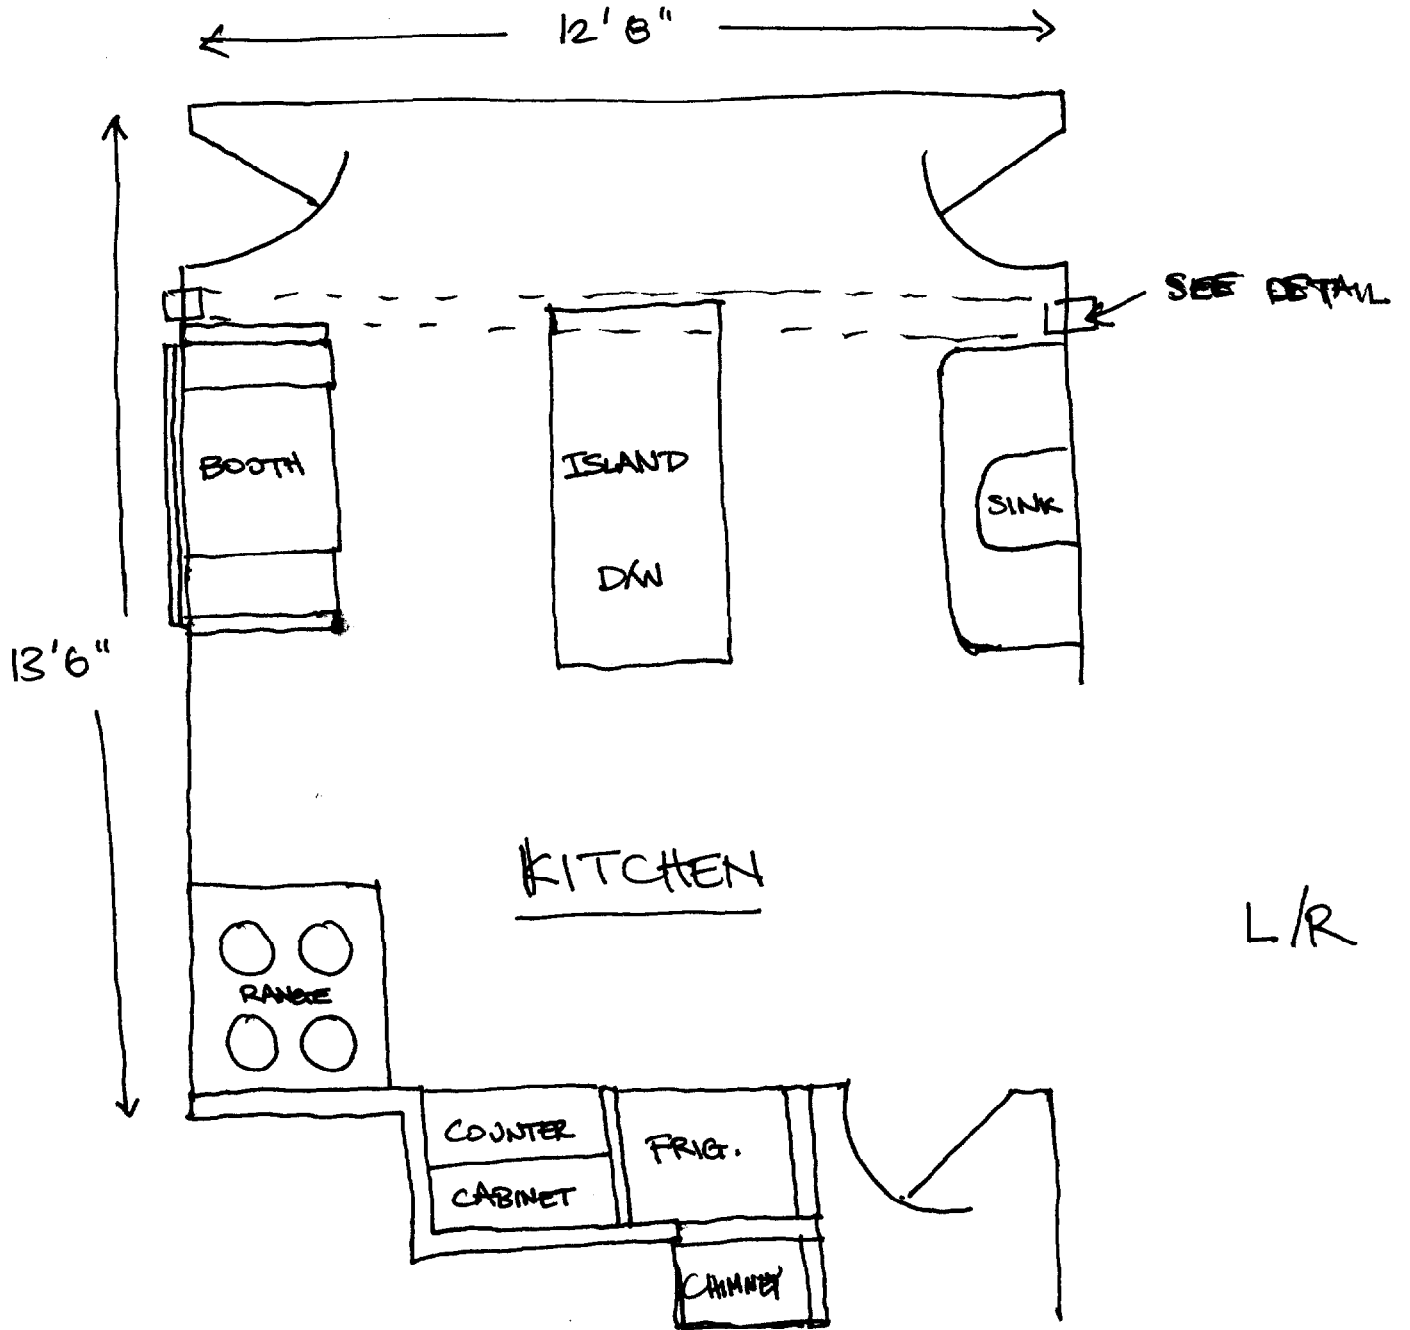 12'8"
SEE DETAIL
BOOTH
ISLAND
SINK
D/W
13'6"
KITCHEN
L/R
RANGE
COUNTER
FRIG.
CABINET
CHIMNEY